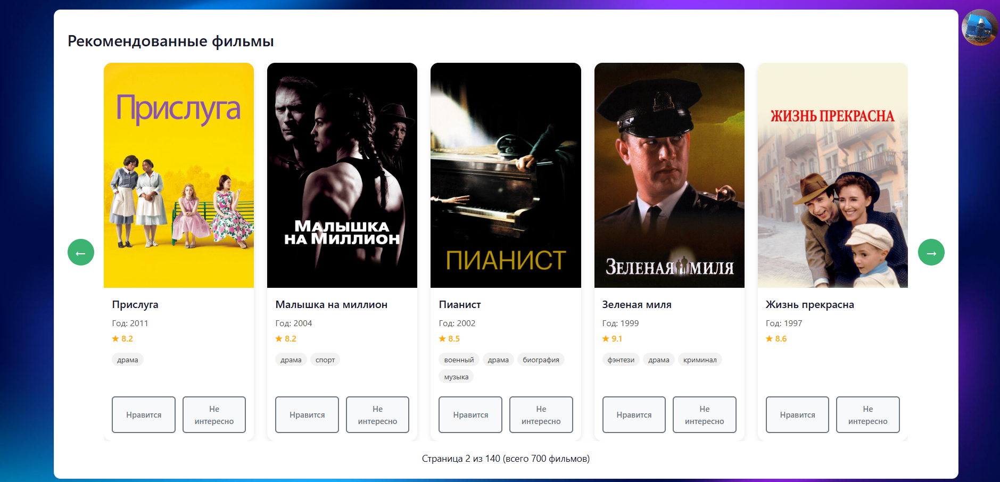 Рекомендованные фильмы
Прислуга
МАЛЫШКА
НА МИЛЛИОН
ПИАНИСТ
ЗЕЛЕНАЯ МИЛЯ
ЖИЗНЬ ПРЕКРАСНА
←
→
Прислуга
Год: 2011
★ 8.2
драма
Нравится
Не
интересно
Малышка на миллион
Год: 2004
★ 8.2
драма спорт
Нравится
Не
интересно
Пианист
Год: 2002
★ 8.5
военный драма биография
музыка
Нравится
Не
интересно
Зеленая миля
Год: 1999
★ 9.1
фэнтези драма криминал
Нравится
Не
интересно
Жизнь прекрасна
Год: 1997
★ 8.6
Нравится
Не
интересно
Страница 2 из 140 (всего 700 фильмов)